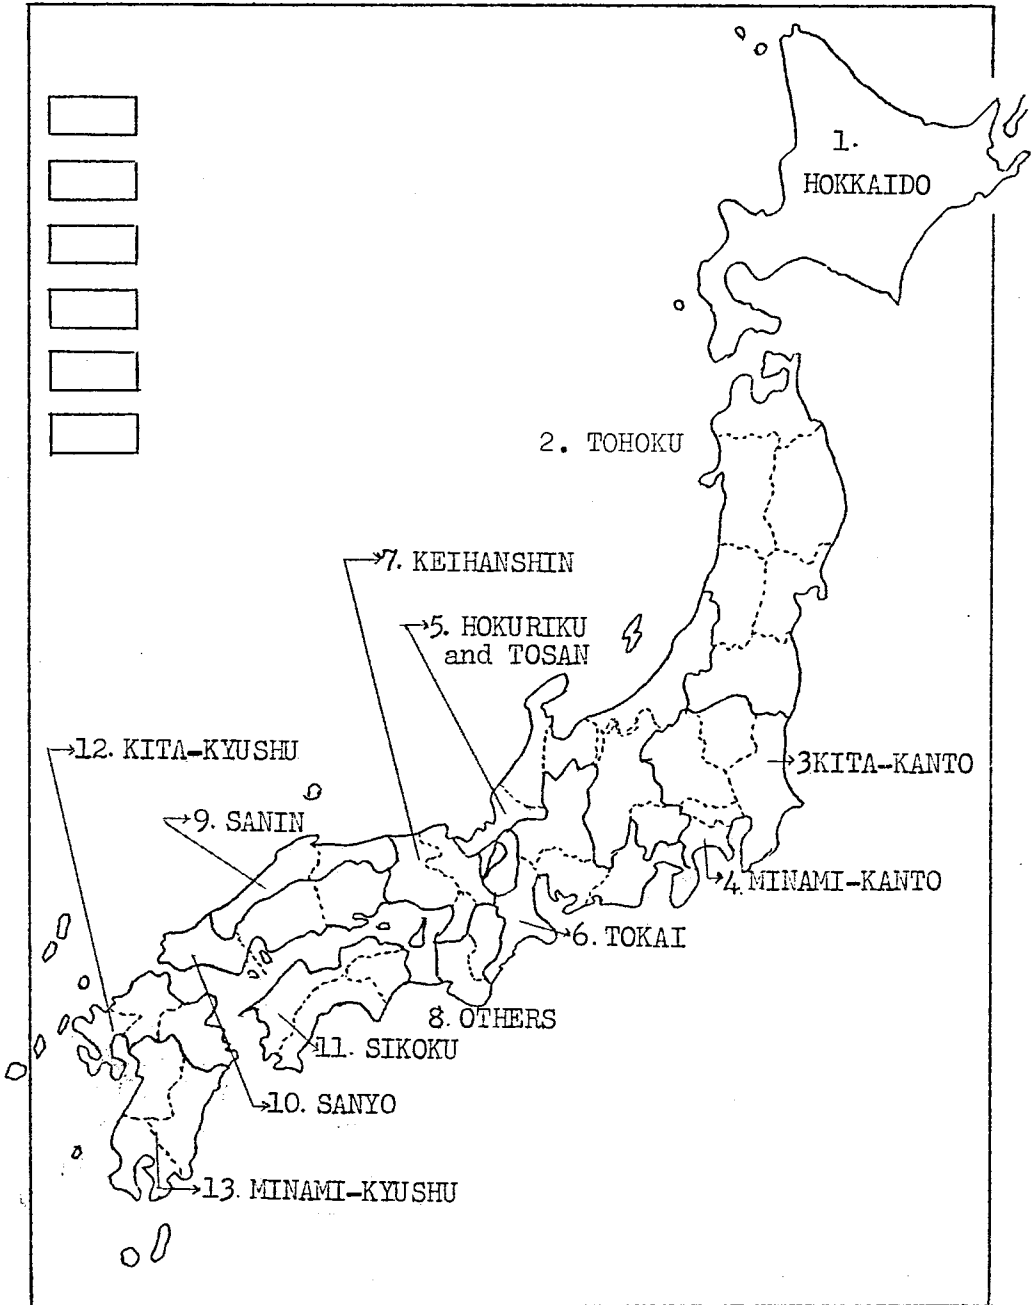 1.
HOKKAIDO
2. TOHOKU
7. KEIHANSHIN
5. HOKURIKU
and TOSAN
12. KITA-KYUSHU
3KITA-KANTO
9. SANIN
4. MINAMI-KANTO
6. TOKAI
8. OTHERS
11. SIKOKU
10. SANYO
13. MINAMI-KYUSHU